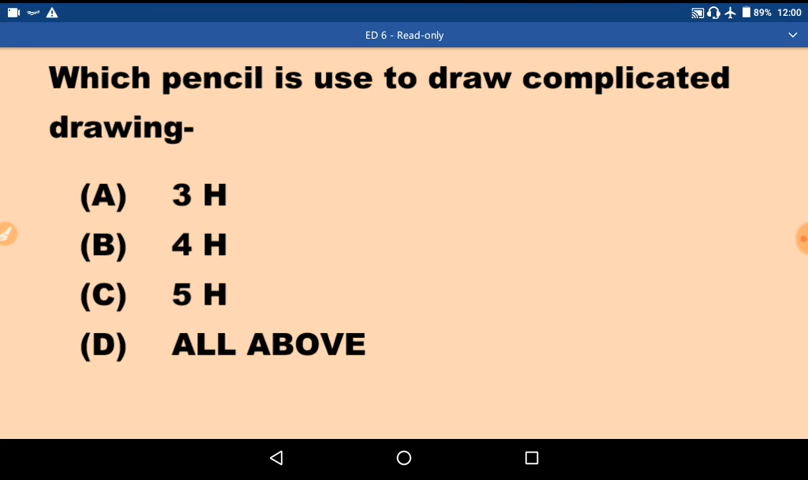 89% 12:00
ED 6 - Read-only
Which pencil is use to draw complicated
drawing-
(A) 3 H
(B) 4 H
(C) 5 H
(D) ALL ABOVE